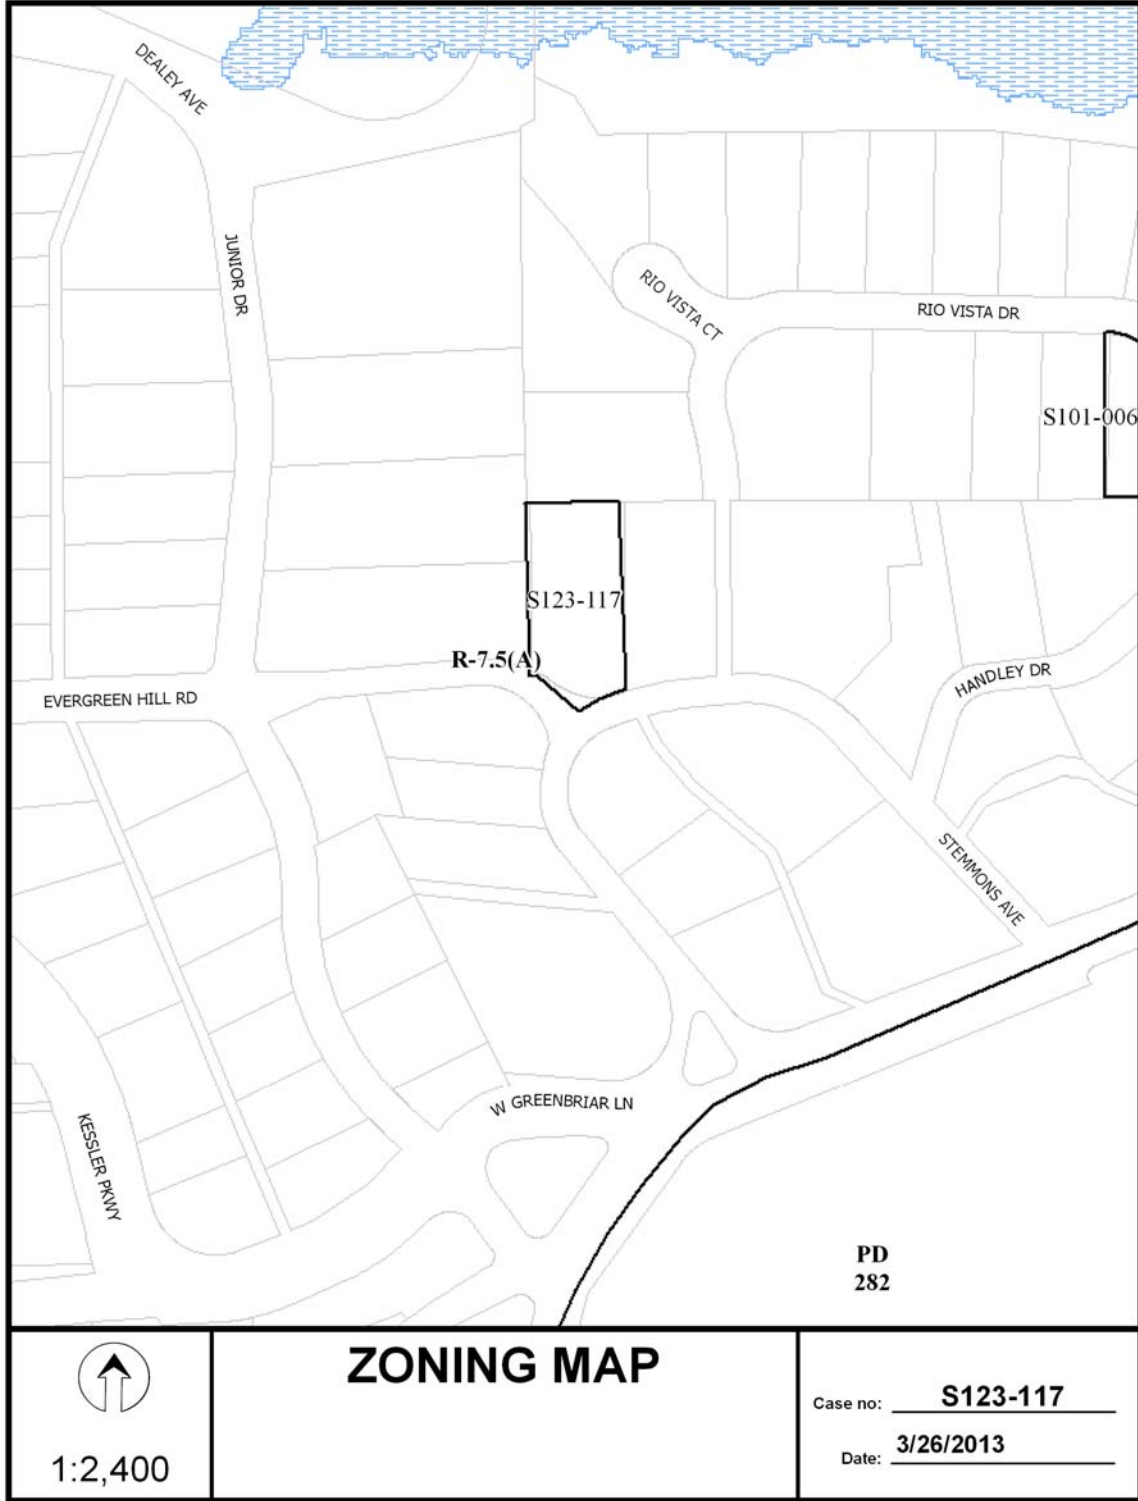 DEALEY AVE
JUNIOR DR
RIO VISTA CT
RIO VISTA DR
S101-006
S123-117
R-7.5(A)
EVERGREEN HILL RD
HANDLEY DR
STEMMONS AVE
W GREENBRIAR LN
KESSLER PKWY
PD
282
ZONING MAP
1:2,400
Case no: S123-117
Date: 3/26/2013